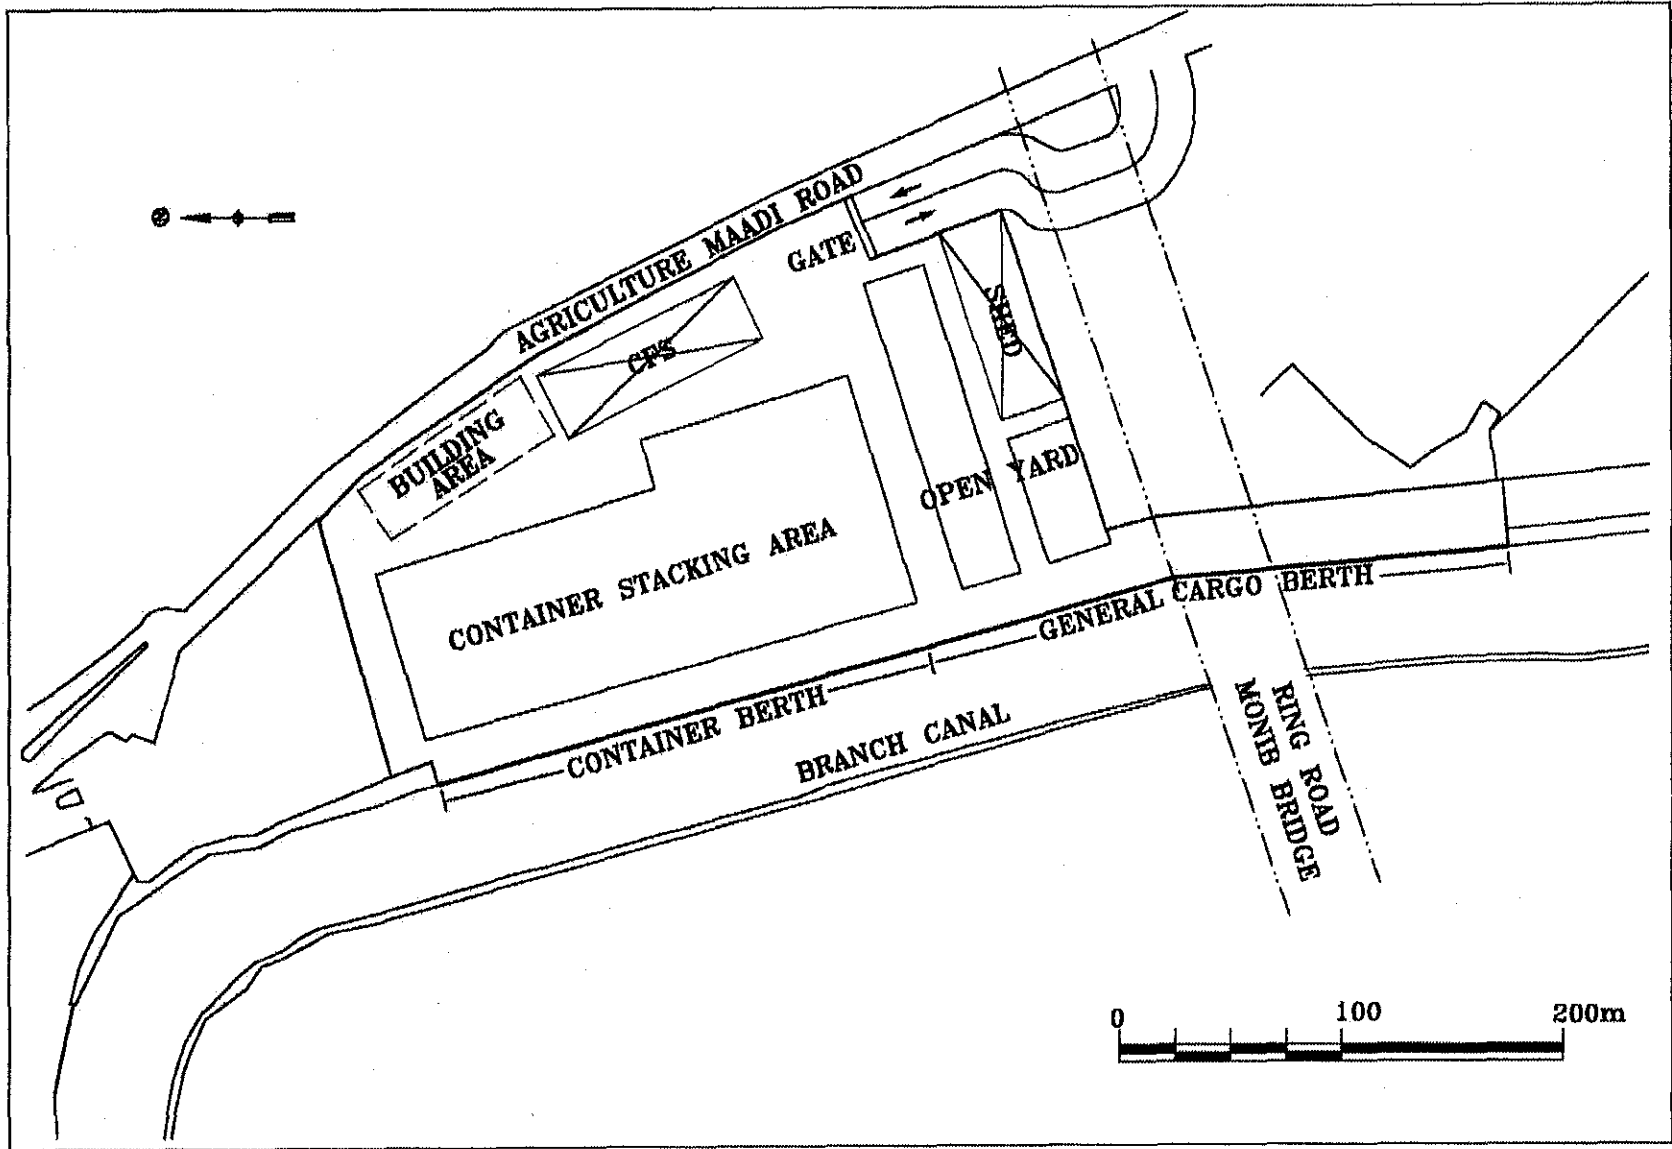 AGRICULTURE MAADI ROAD
GATE
SHED
CFS
BUILDING
AREA
OPEN YARD
CONTAINER STACKING AREA
GENERAL CARGO BERTH
CONTAINER BERTH
BRANCH CANAL
RING ROAD
MONIB BRIDGE
0 100 200m